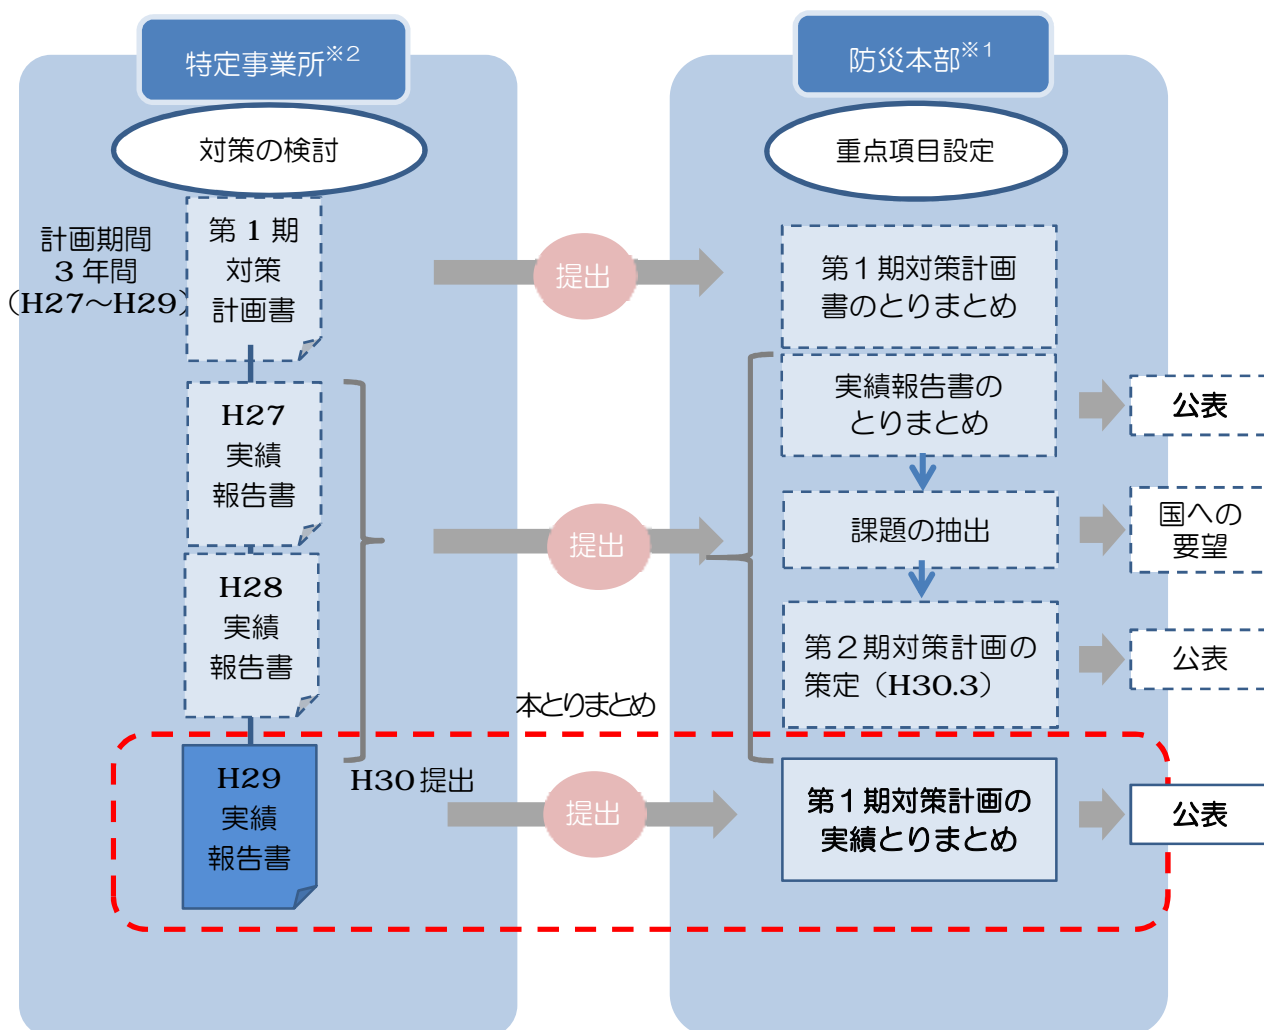 特定事業所※2
防災本部※1
対策の検討
重点項目設定
計画期間
3 年間
（H27～H29）
第 1 期
対策
計画書
提出
第１期対策計画
書のとりまとめ
H27
実績
報告書
H28
実績
報告書
提出
実績報告書の
とりまとめ
公表
課題の抽出
国への
要望
第２期対策計画の
策定（H30.3）
公表
本とりまとめ
H29
実績
報告書
H30 提出
提出
第１期対策計画の
実績とりまとめ
公表